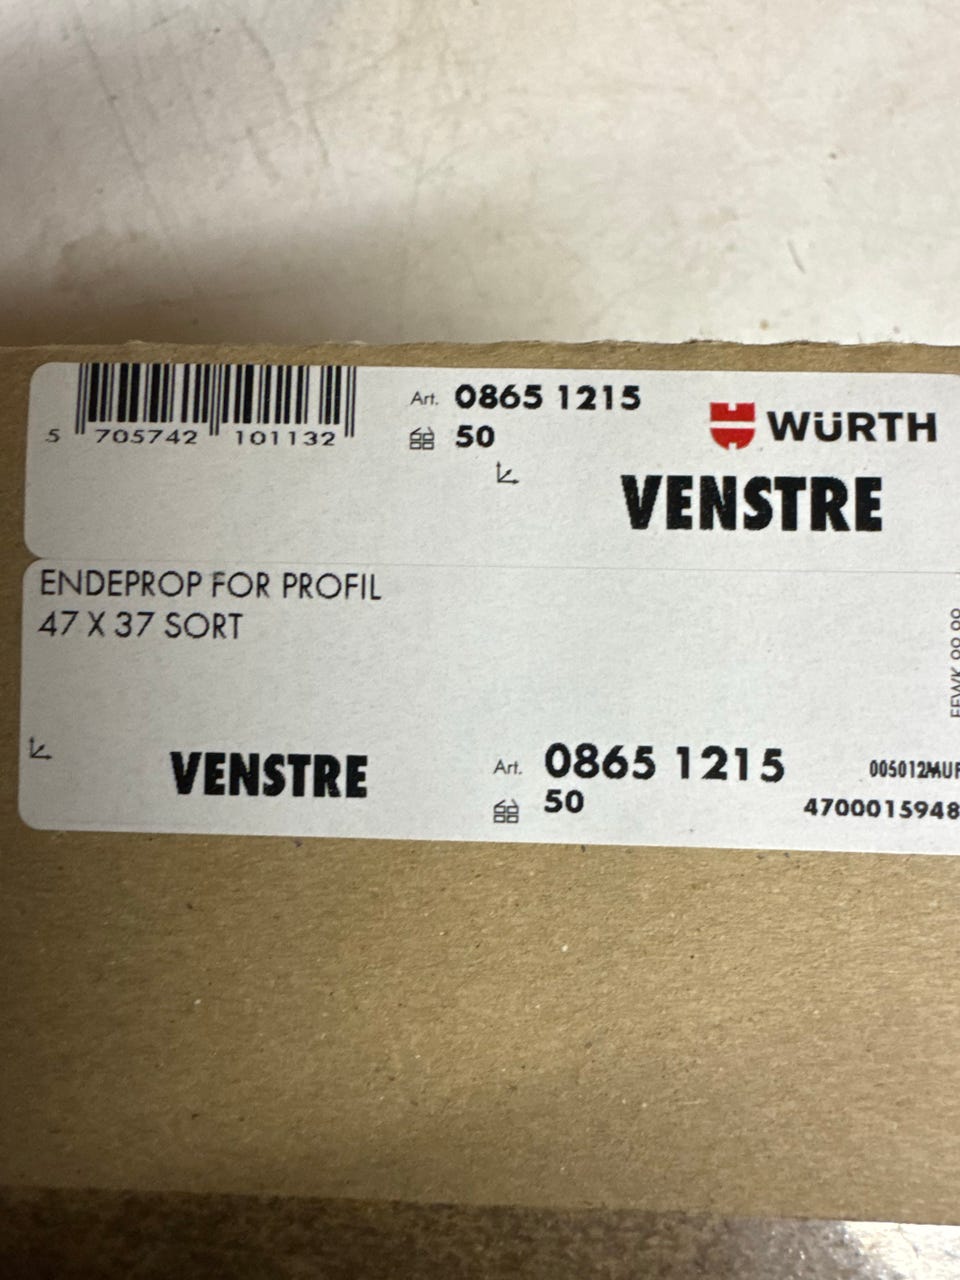 5 705742 101132
Art. 0865 1215
50
WÜRTH
VENSTRE
ENDEPROP FOR PROFIL
47 X 37 SORT
VENSTRE
Art. 0865 1215
50
005012MUF
4700015948